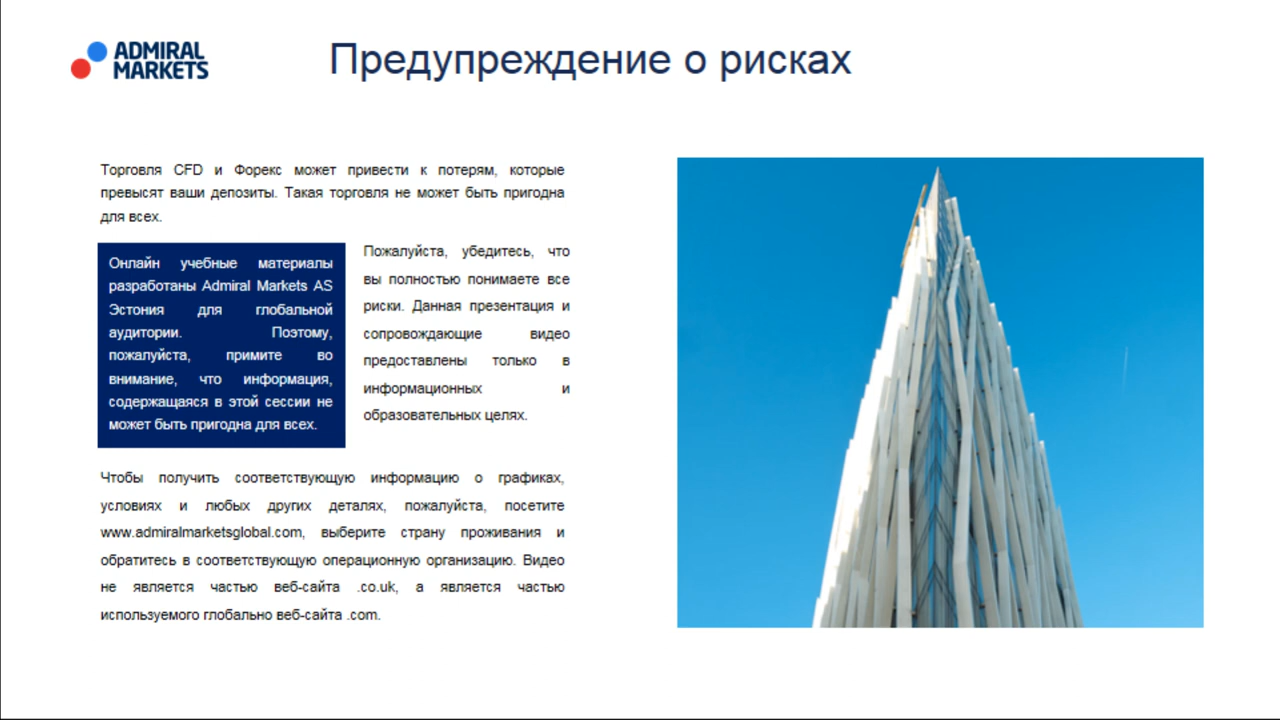 ADMIRAL
MARKETS
Предупреждение о рисках
Торговля CFD и Форекс может привести к потерям, которые
превысят ваши депозиты. Такая торговля не может быть пригодна
для всех.
Онлайн учебные материалы
разработаны Admiral Markets AS
Эстония для глобальной
аудитории. Поэтому,
пожалуйста, примите во
внимание, что информация,
содержащаяся в этой сессии не
может быть пригодна для всех.
Пожалуйста, убедитесь, что
вы полностью понимаете все
риски. Данная презентация и
сопровождающие видео
предоставлены только в
информационных и
образовательных целях.
Чтобы получить соответствующую информацию о графиках,
условиях и любых других деталях, пожалуйста, посетите
www.admiralmarketsglobal.com, выберите страну проживания и
обратитесь в соответствующую операционную организацию. Видео
не является частью веб-сайта .co.uk, а является частью
используемого глобально веб-сайта .com.